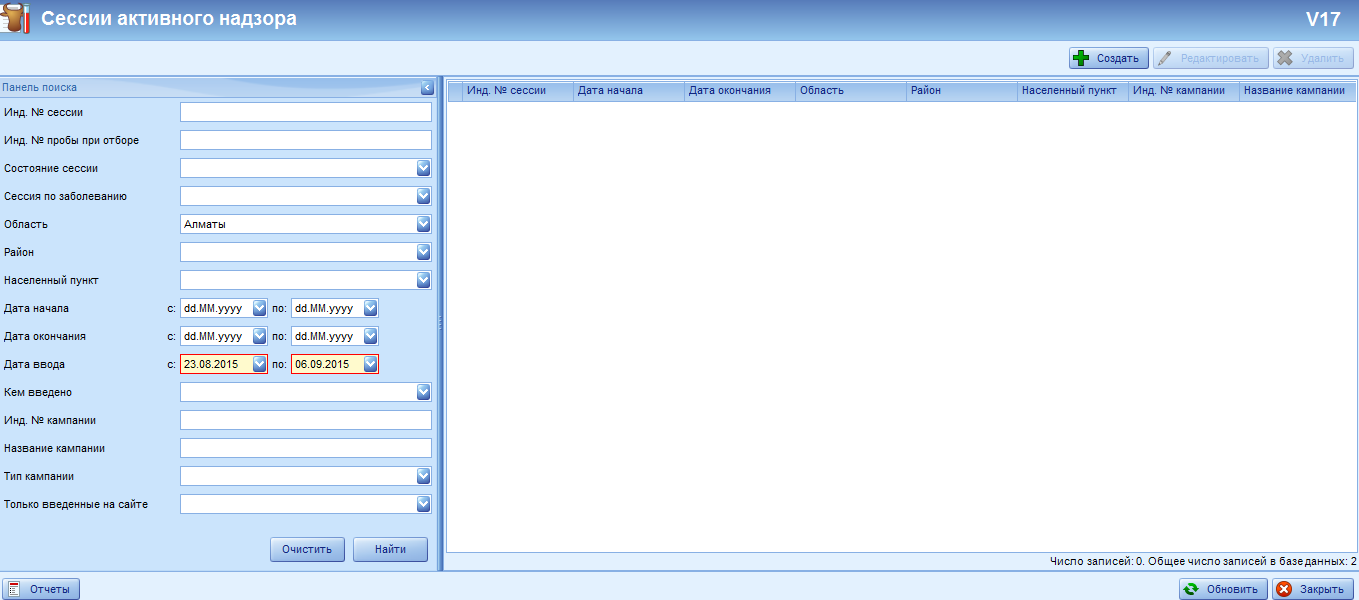 Сессии активного надзора
V17
Создать
Редактировать
Удалить
Панель поиска
Инд. № сессии
Инд. № пробы при отборе
Состояние сессии
Сессия по заболеванию
Область Алматы
Район
Населенный пункт
Дата начала с: dd.MM.yyyy по: dd.MM.yyyy
Дата окончания с: dd.MM.yyyy по: dd.MM.yyyy
Дата ввода с: 23.08.2015 по: 06.09.2015
Кем введено
Инд. № кампании
Название кампании
Тип кампании
Только введенные на сайте
Очистить Найти
Инд. № сессии Дата начала Дата окончания Область Район Населенный пункт Инд. № кампании Название кампании
Число записей: 0. Общее число записей в базе данных: 2
Отчеты
Обновить
Закрыть